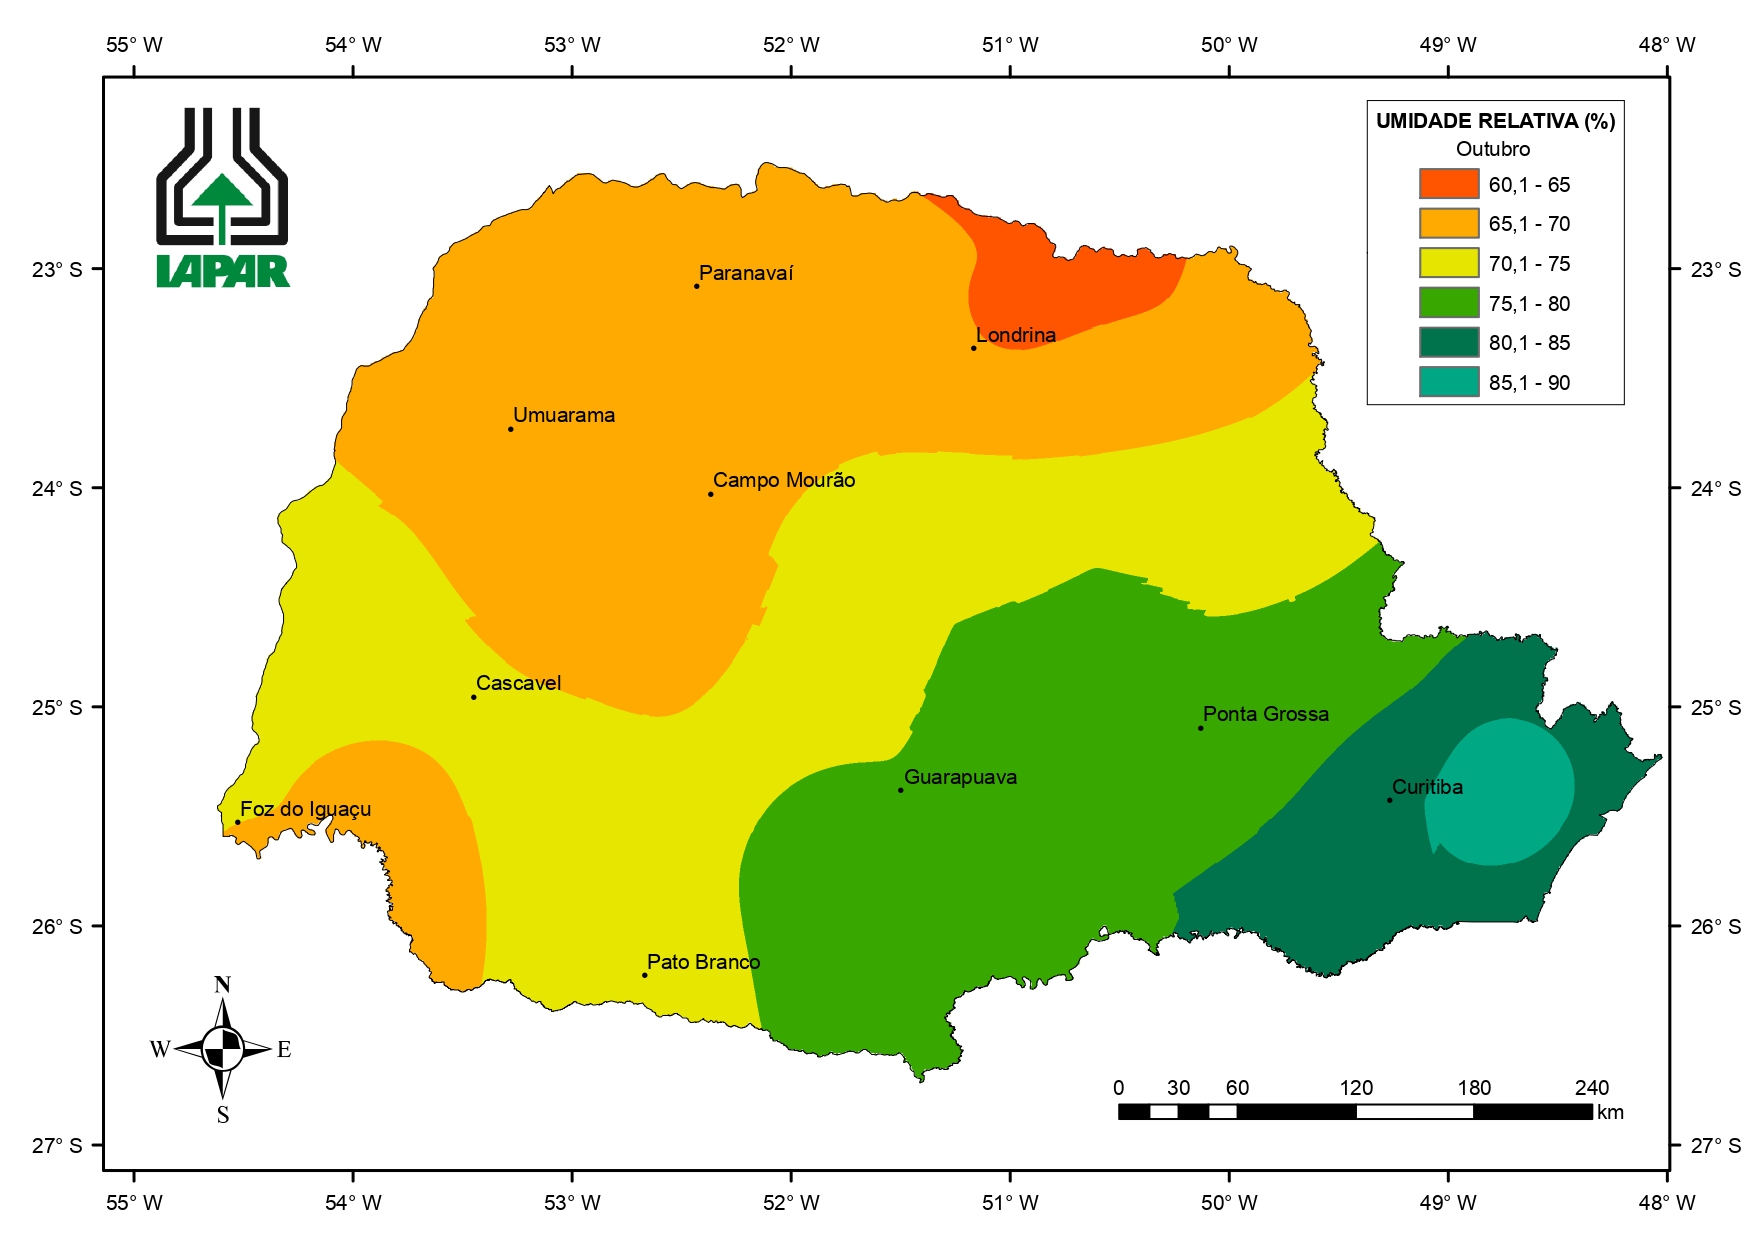 55° W 54° W 53° W 52° W 51° W 50° W 49° W 48° W
IAPAR
UMIDADE RELATIVA (%)
Outubro
60,1 - 65
65,1 - 70
70,1 - 75
75,1 - 80
80,1 - 85
85,1 - 90
23° S 23° S
Paranavaí
Londrina
Umuarama
Campo Mourão
24° S 24° S
Cascavel
25° S 25° S
Ponta Grossa
Guarapuava
Curitiba
Foz do Iguaçu
26° S 26° S
Pato Branco
N
W E
S
0 30 60 120 180 240
km
27° S 27° S
55° W 54° W 53° W 52° W 51° W 50° W 49° W 48° W